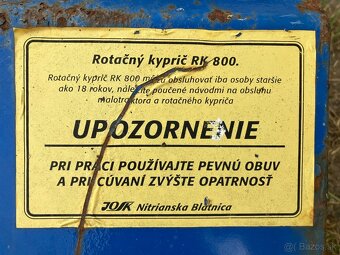 Rotačný kyprič RK 800.
Rotačný kyprič RK 800 môžu obsluhovať iba osoby staršie
ako 18 rokov, náležite poučené návodmi na obsluhu
malotraktora a rotačného kypriča
UPOZORNENIE
PRI PRÁCI POUŽÍVAJTE PEVNÚ OBUV
A PRI CÚVANÍ ZVÝŠTE OPATRNOSŤ
JOSK Nitrianska Blatnica